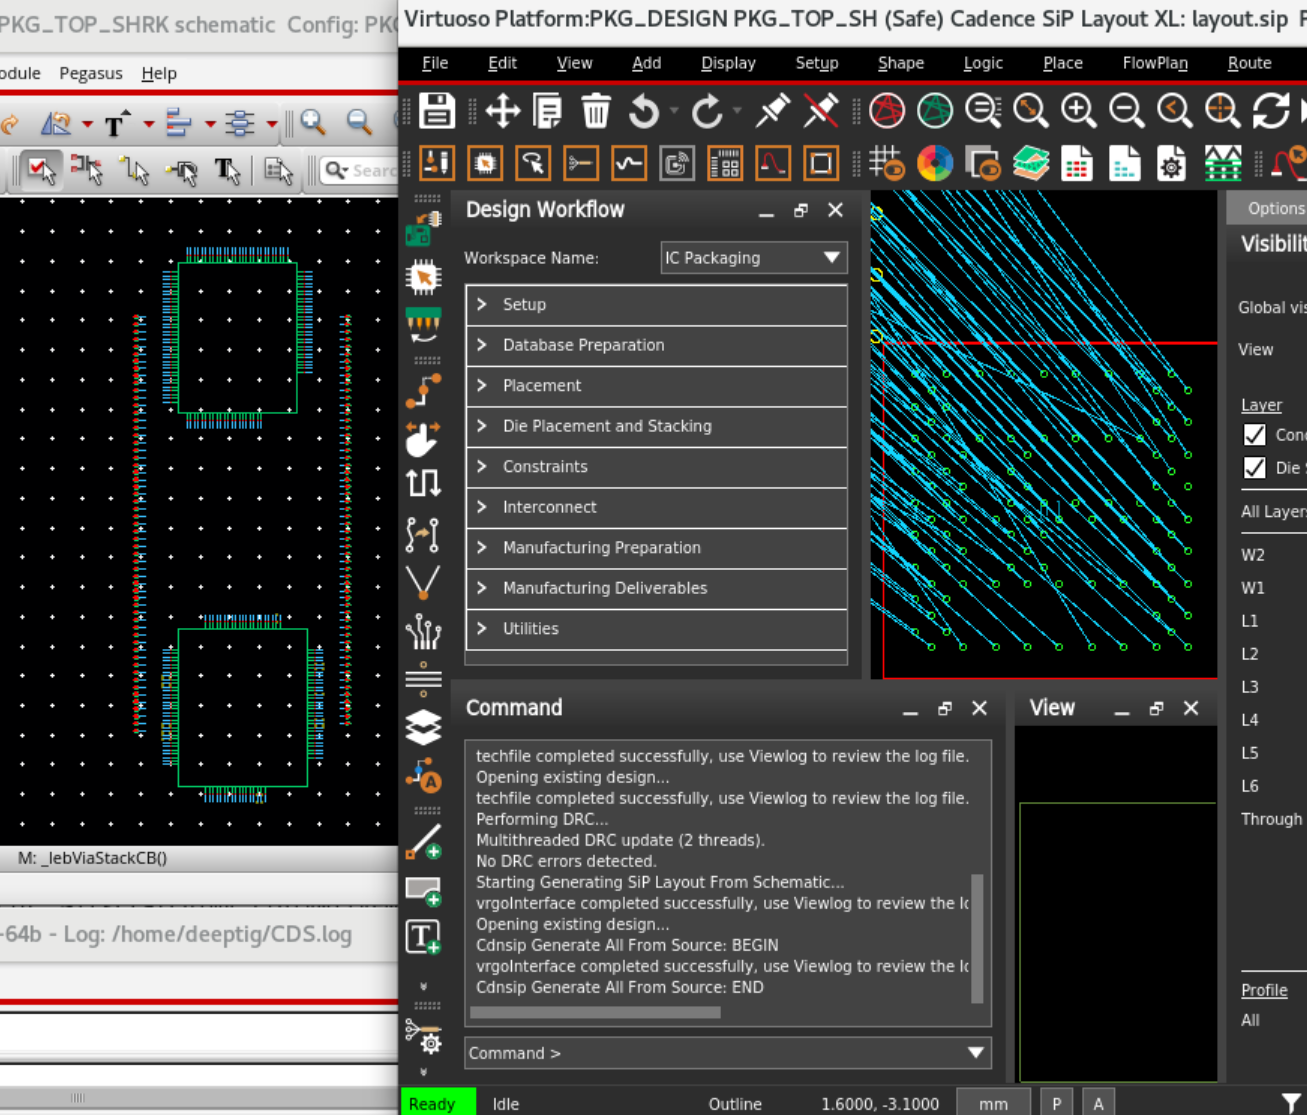 PKG_TOP_SHRK schematic Config: PKG
odule Pegasus Help
Search
M: _lebViaStackCB()
-64b - Log: /home/deeptig/CDS.log
Virtuoso Platform:PKG_DESIGN PKG_TOP_SH (Safe) Cadence SiP Layout XL: layout.sip
File Edit View Add Display Setup Shape Logic Place FlowPlan Route
Design Workflow
Workspace Name: IC Packaging
> Setup
> Database Preparation
> Placement
> Die Placement and Stacking
> Constraints
> Interconnect
> Manufacturing Preparation
> Manufacturing Deliverables
> Utilities
Command
techfile completed successfully, use Viewlog to review the log file.
Opening existing design...
techfile completed successfully, use Viewlog to review the log file.
Performing DRC...
Multithreaded DRC update (2 threads).
No DRC errors detected.
Starting Generating SiP Layout From Schematic...
vrgoInterface completed successfully, use Viewlog to review the lo
Opening existing design...
Cdnsip Generate All From Source: BEGIN
vrgoInterface completed successfully, use Viewlog to review the lo
Cdnsip Generate All From Source: END
Command >
View
Options
Visibilit
Global vis
View
Layer
Cond
Die S
All Layers
W2
W1
L1
L2
L3
L4
L5
L6
Through
Profile
All
Ready Idle Outline 1.6000, -3.1000 mm P A